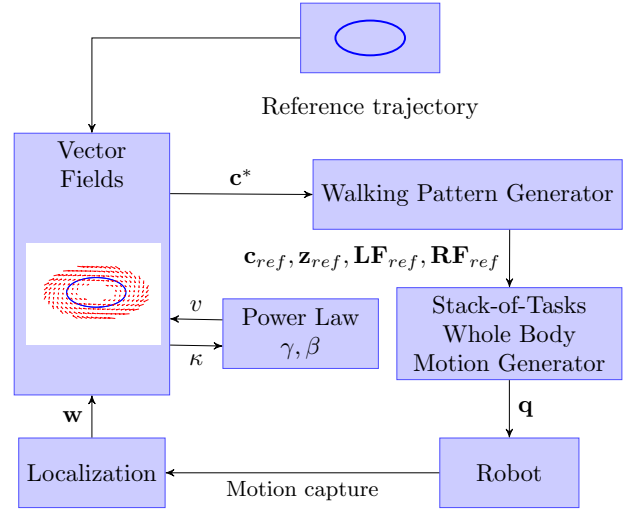 Reference trajectory
Vector
Fields
c*
Walking Pattern Generator
c_ref, z_ref, LF_ref, RF_ref
v
Power Law
γ, β
κ
Stack-of-Tasks
Whole Body
Motion Generator
w
q
Localization
Motion capture
Robot